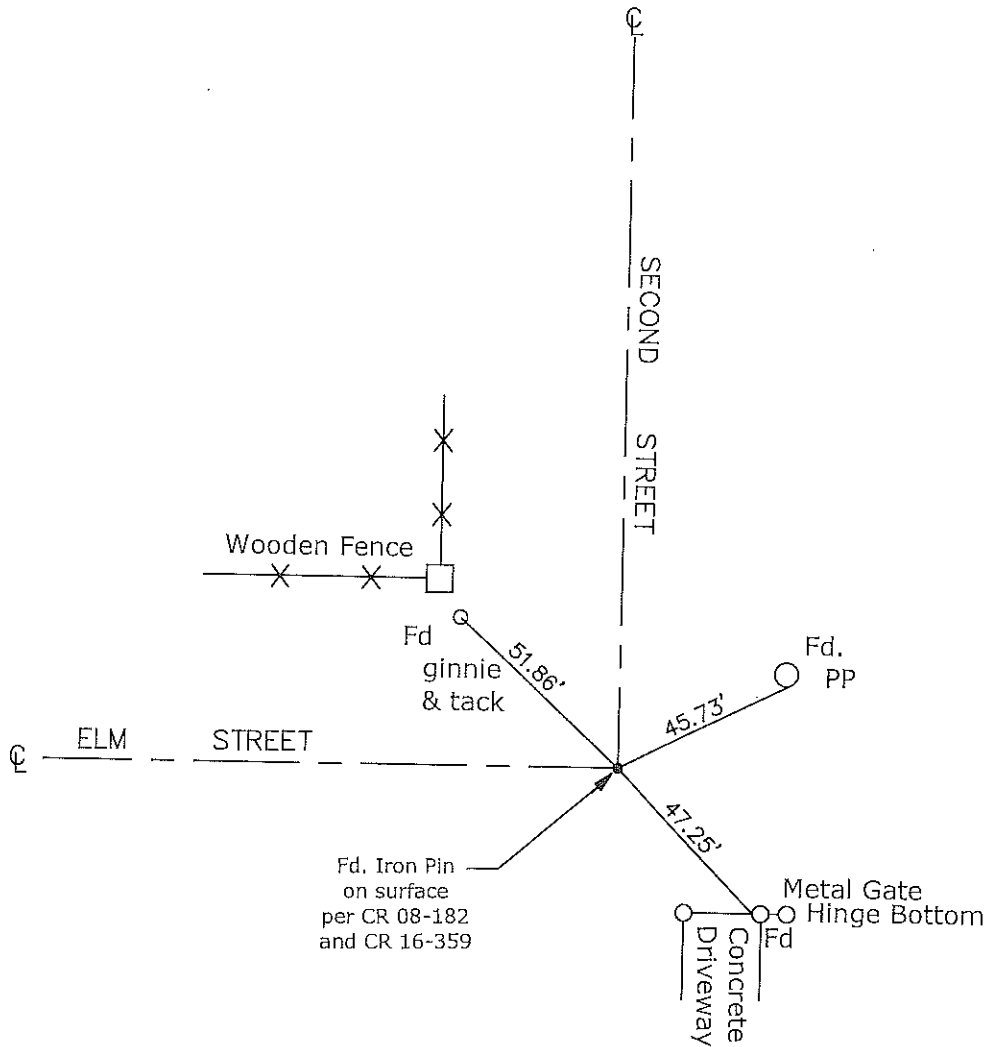 ℄
SECOND STREET
Wooden Fence
Fd
ginnie
& tack
51.86'
Fd.
PP
45.73'
℄ ELM STREET
47.25'
Fd. Iron Pin
on surface
per CR 08-182
and CR 16-359
Metal Gate
Hinge Bottom
Fd
Concrete
Driveway